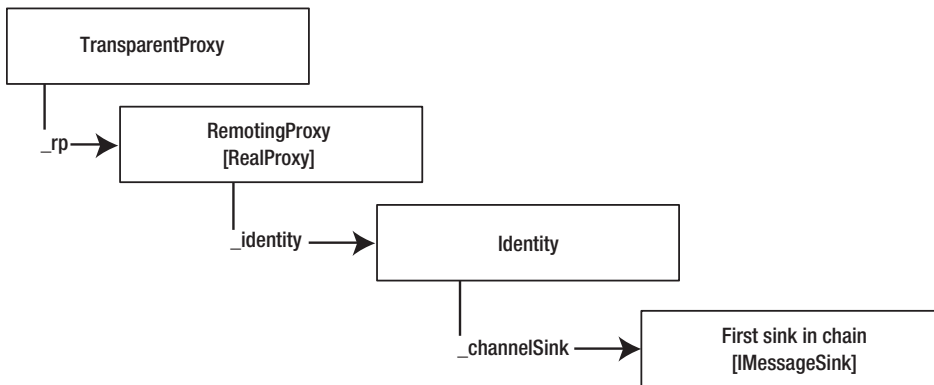 TransparentProxy
_rp
RemotingProxy
[RealProxy]
_identity
Identity
_channelSink
First sink in chain
[IMessageSink]